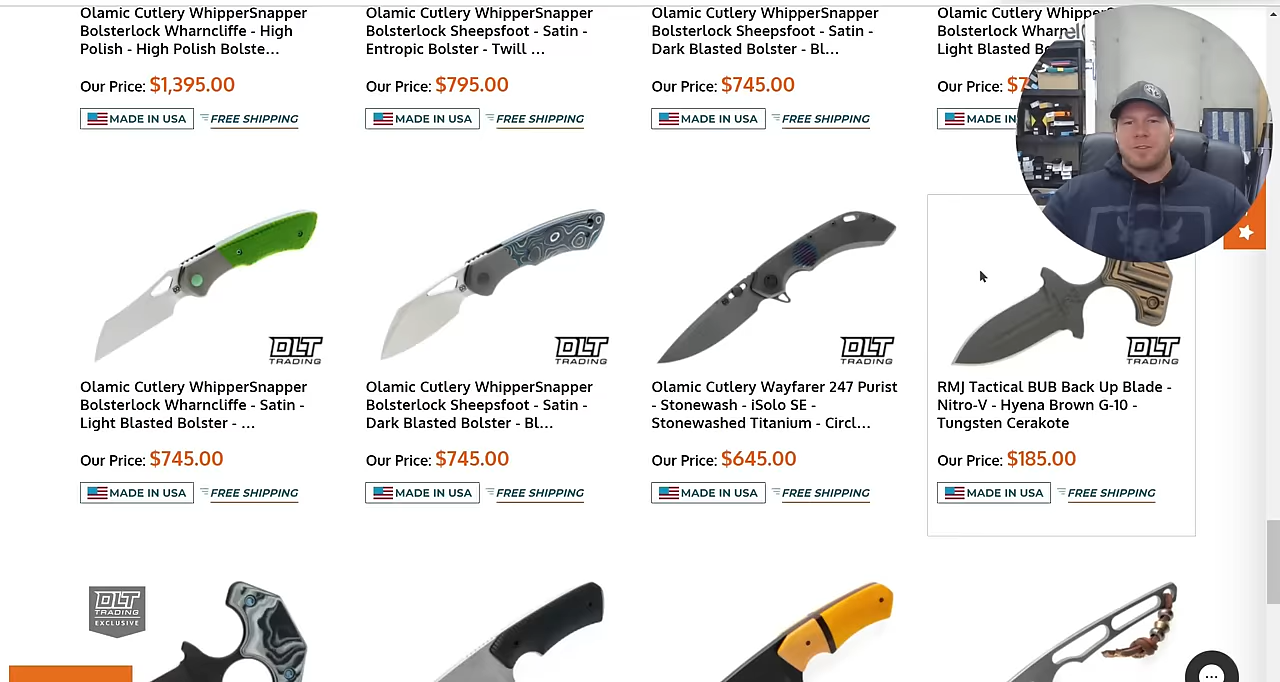 Olamic Cutlery WhipperSnapper
Bolsterlock Wharncliffe - High
Polish - High Polish Bolste...
Our Price: $1,395.00
MADE IN USA FREE SHIPPING
Olamic Cutlery WhipperSnapper
Bolsterlock Sheepsfoot - Satin -
Entropic Bolster - Twill ...
Our Price: $795.00
MADE IN USA FREE SHIPPING
Olamic Cutlery WhipperSnapper
Bolsterlock Sheepsfoot - Satin -
Dark Blasted Bolster - Bl...
Our Price: $745.00
MADE IN USA FREE SHIPPING
Olamic Cutlery
Bolsterlock
Light Blasted
Our Price:
MADE IN
DLT
TRADING
Olamic Cutlery WhipperSnapper
Bolsterlock Wharncliffe - Satin -
Light Blasted Bolster - ...
Our Price: $745.00
MADE IN USA FREE SHIPPING
DLT
TRADING
Olamic Cutlery WhipperSnapper
Bolsterlock Sheepsfoot - Satin -
Dark Blasted Bolster - Bl...
Our Price: $745.00
MADE IN USA FREE SHIPPING
DLT
TRADING
Olamic Cutlery Wayfarer 247 Purist
- Stonewash - iSolo SE -
Stonewashed Titanium - Circl...
Our Price: $645.00
MADE IN USA FREE SHIPPING
DLT
TRADING
RMJ Tactical BUB Back Up Blade -
Nitro-V - Hyena Brown G-10 -
Tungsten Cerakote
Our Price: $185.00
MADE IN USA FREE SHIPPING
DLT
TRADING
EXCLUSIVE